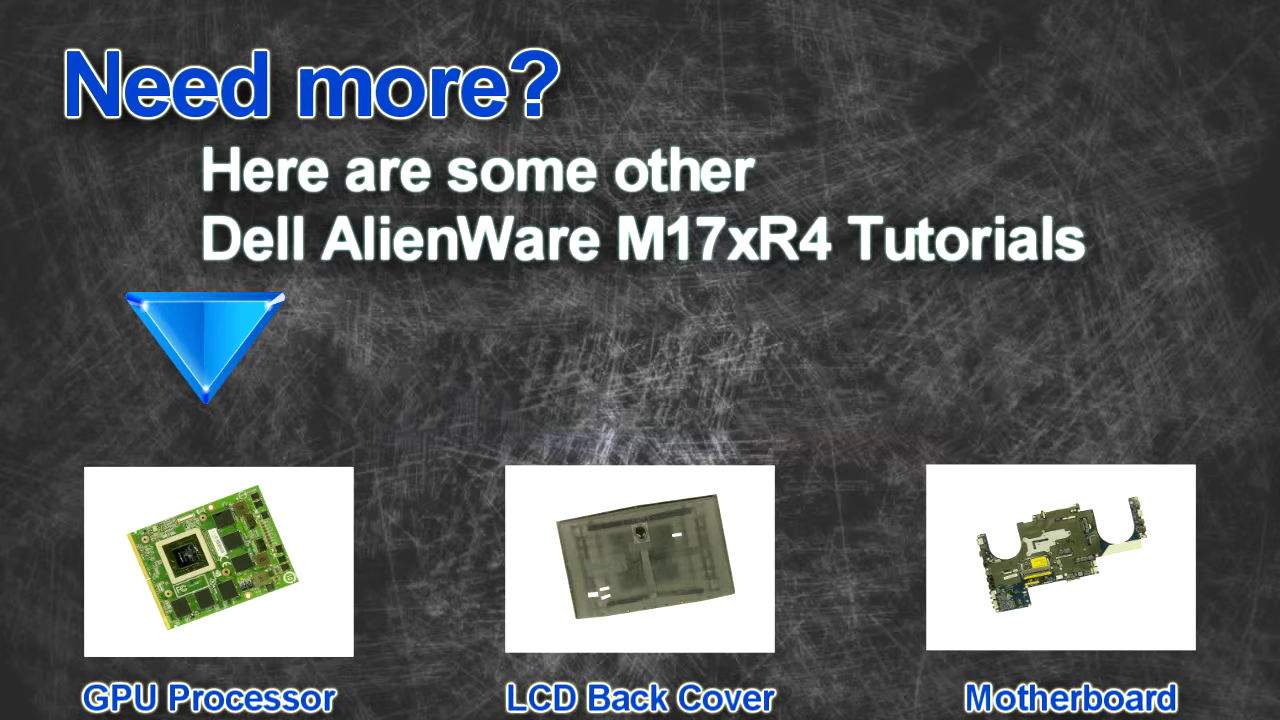 Need more?
Here are some other
Dell AlienWare M17xR4 Tutorials
GPU Processor
LCD Back Cover
Motherboard